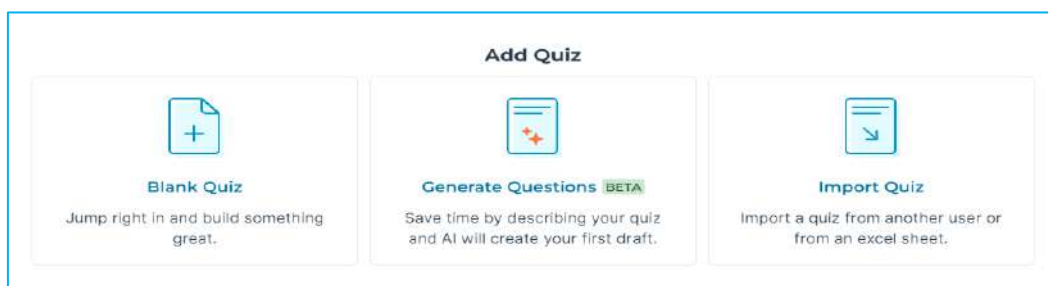 Add Quiz
Blank Quiz
Jump right in and build something
great.
Generate Questions BETA
Save time by describing your quiz
and AI will create your first draft.
Import Quiz
Import a quiz from another user or
from an excel sheet.